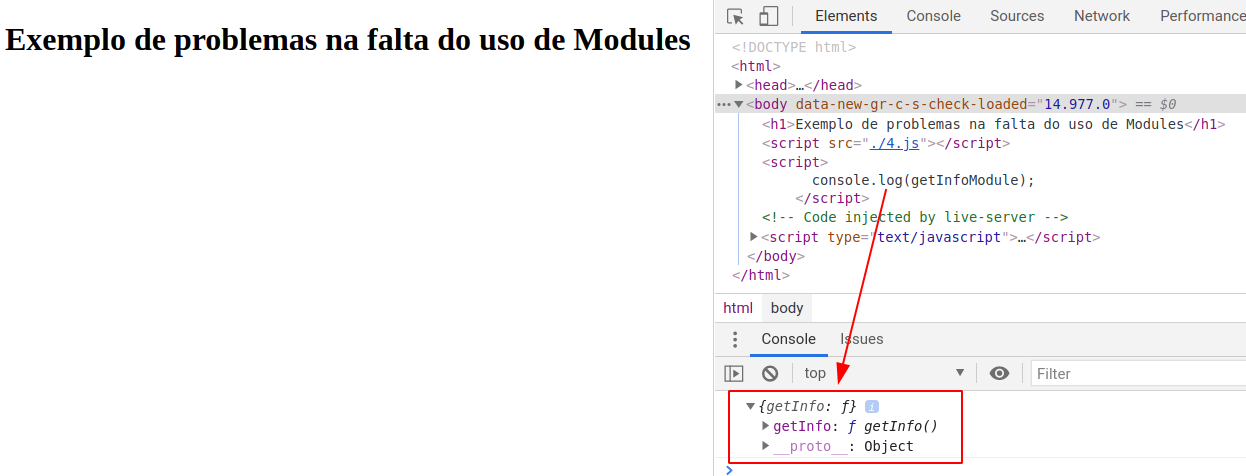 Exemplo de problemas na falta do uso de Modules
Elements Console Sources Network Performance
<!DOCTYPE html>
<html>
<head>…</head>
<body data-new-gr-c-s-check-loaded="14.977.0"> == $0
<h1>Exemplo de problemas na falta do uso de Modules</h1>
<script src="./4.js"></script>
<script>
console.log(getInfoModule);
</script>
<!-- Code injected by live-server -->
<script type="text/javascript">…</script>
</body>
</html>
html body
Console Issues
top Filter
{getInfo: ƒ} i
getInfo: ƒ getInfo()
__proto__: Object